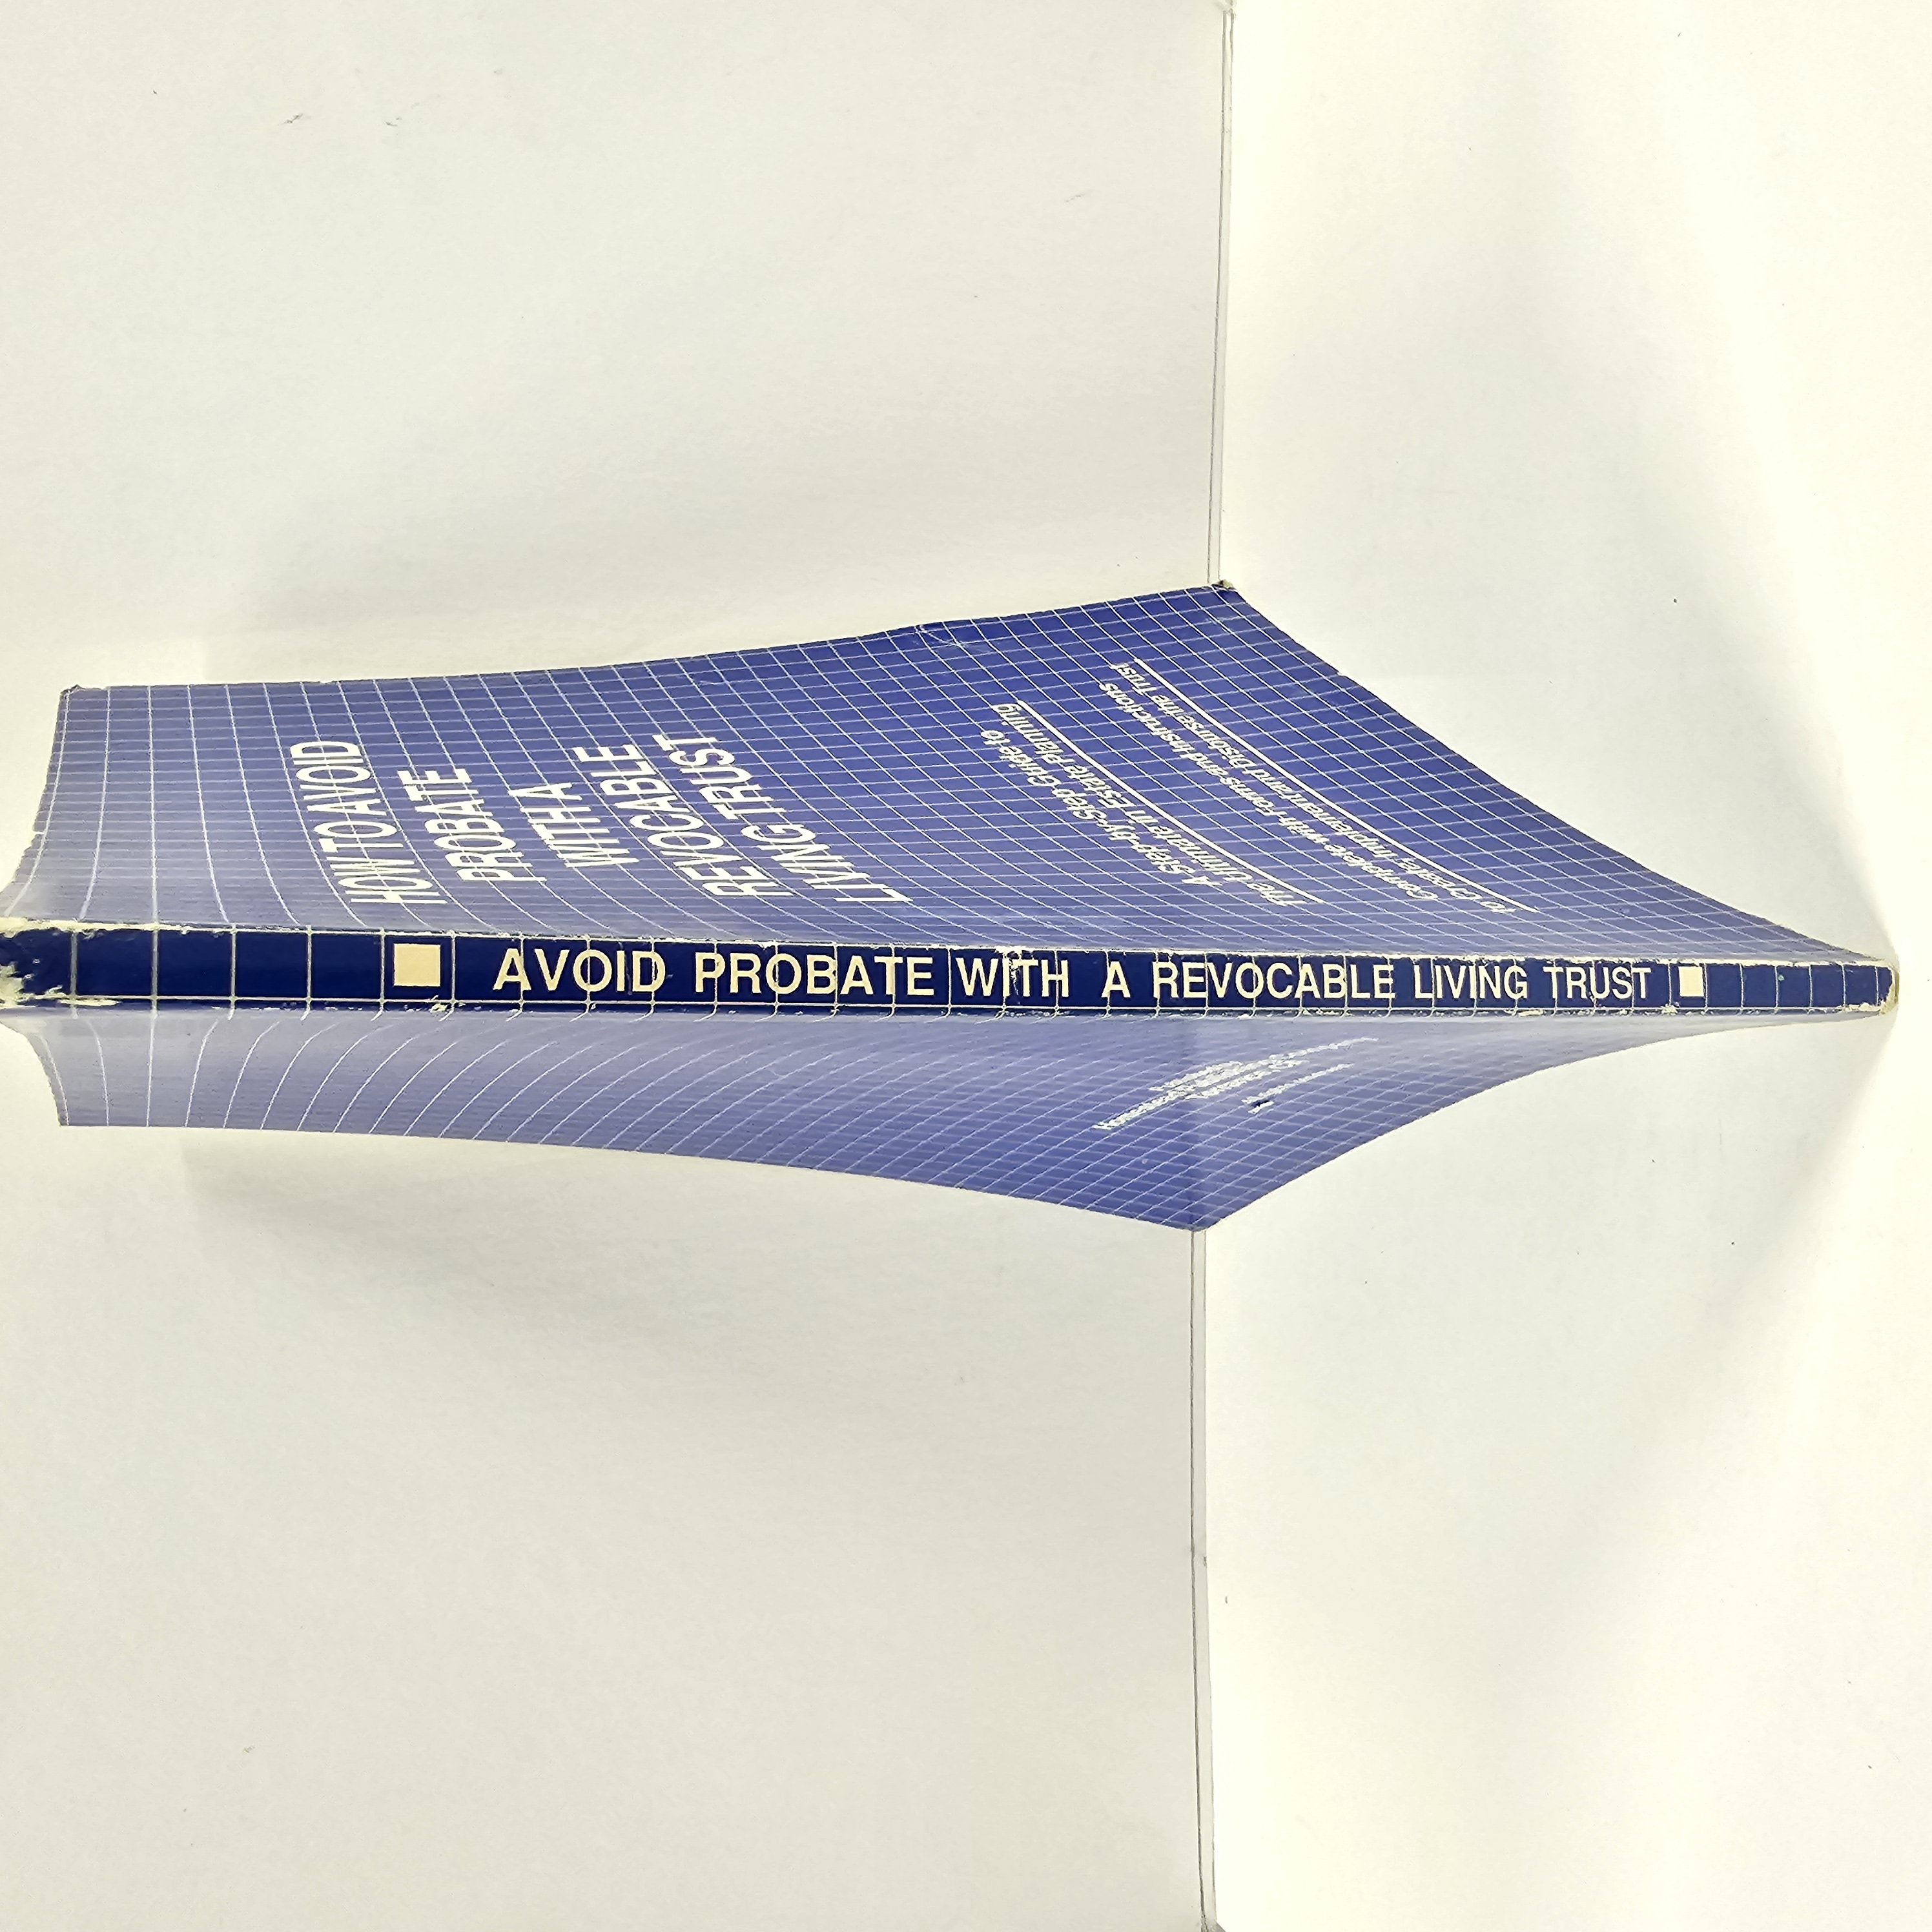 AVOID PROBATE WITH A REVOCABLE LIVING TRUST
HOW TO AVOID
PROBATE
WITH A
REVOCABLE
LIVING TRUST
A Step-by-Step Guide to
The Ultimate in Estate Planning
Complete with Forms and Instructions
to Create, Implement and Disburse the Trust